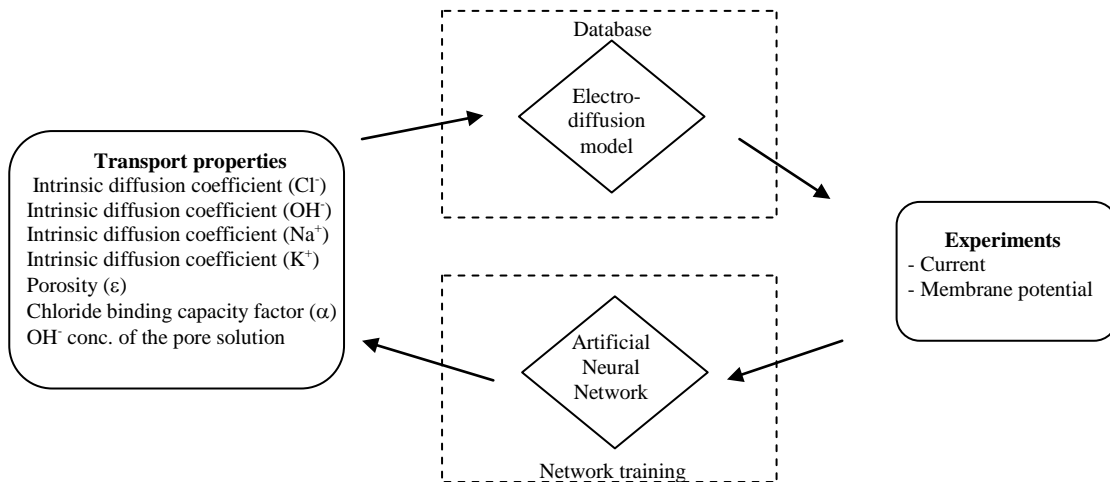 Database
Electro-
diffusion
model
Transport properties
Intrinsic diffusion coefficient (Cl⁻)
Intrinsic diffusion coefficient (OH⁻)
Intrinsic diffusion coefficient (Na⁺)
Intrinsic diffusion coefficient (K⁺)
Porosity (ε)
Chloride binding capacity factor (α)
OH⁻ conc. of the pore solution
Experiments
- Current
- Membrane potential
Artificial
Neural
Network
Network training